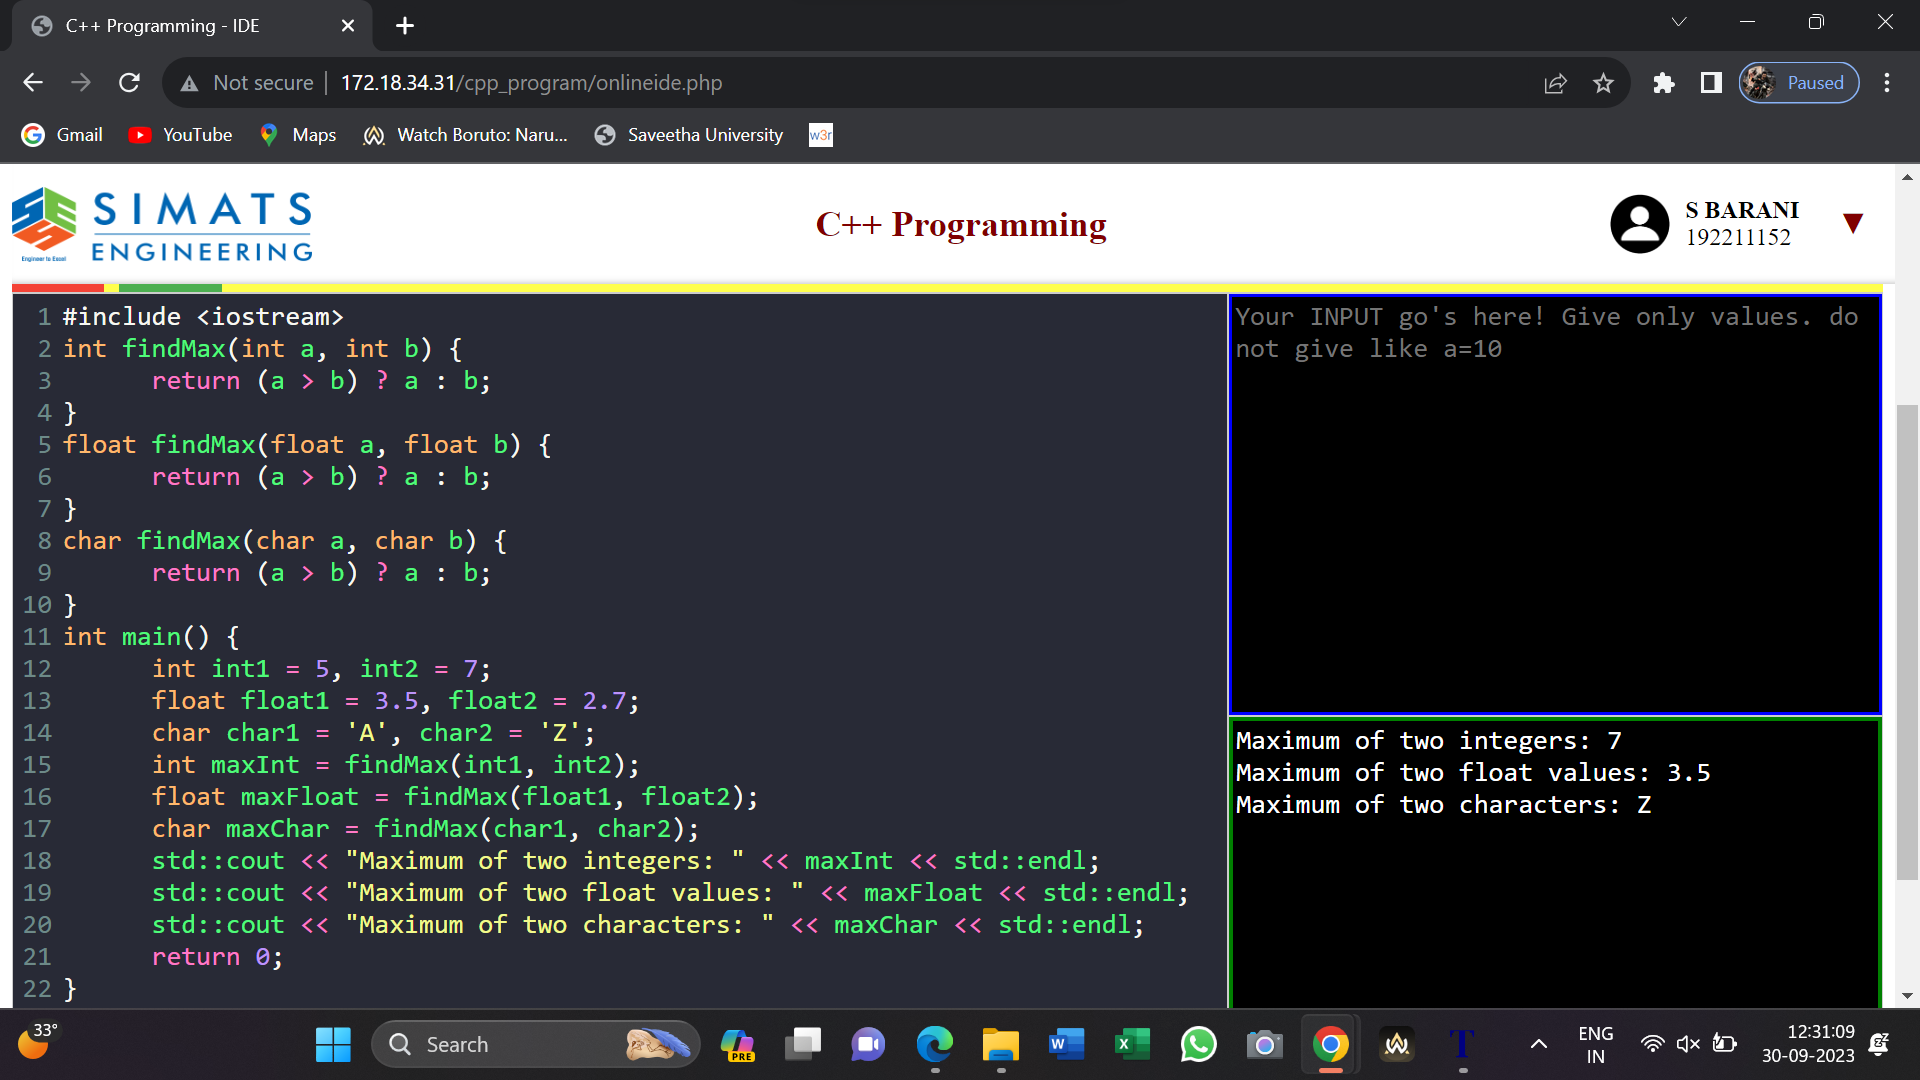 C++ Programming - IDE
Not secure
172.18.34.31/cpp_program/onlineide.php
Paused
Gmail
YouTube
Maps
Watch Boruto: Naru...
Saveetha University
w3r
SIMATS
ENGINEERING
Engineer to Excel
C++ Programming
S BARANI
192211152
1 #include <iostream>
2 int findMax(int a, int b) {
3 return (a > b) ? a : b;
4 }
5 float findMax(float a, float b) {
6 return (a > b) ? a : b;
7 }
8 char findMax(char a, char b) {
9 return (a > b) ? a : b;
10 }
11 int main() {
12 int int1 = 5, int2 = 7;
13 float float1 = 3.5, float2 = 2.7;
14 char char1 = 'A', char2 = 'Z';
15 int maxInt = findMax(int1, int2);
16 float maxFloat = findMax(float1, float2);
17 char maxChar = findMax(char1, char2);
18 std::cout << "Maximum of two integers: " << maxInt << std::endl;
19 std::cout << "Maximum of two float values: " << maxFloat << std::endl;
20 std::cout << "Maximum of two characters: " << maxChar << std::endl;
21 return 0;
22 }
Your INPUT go's here! Give only values. do
not give like a=10
Maximum of two integers: 7
Maximum of two float values: 3.5
Maximum of two characters: Z
33°
Search
PRE
ENG
IN
12:31:09
30-09-2023